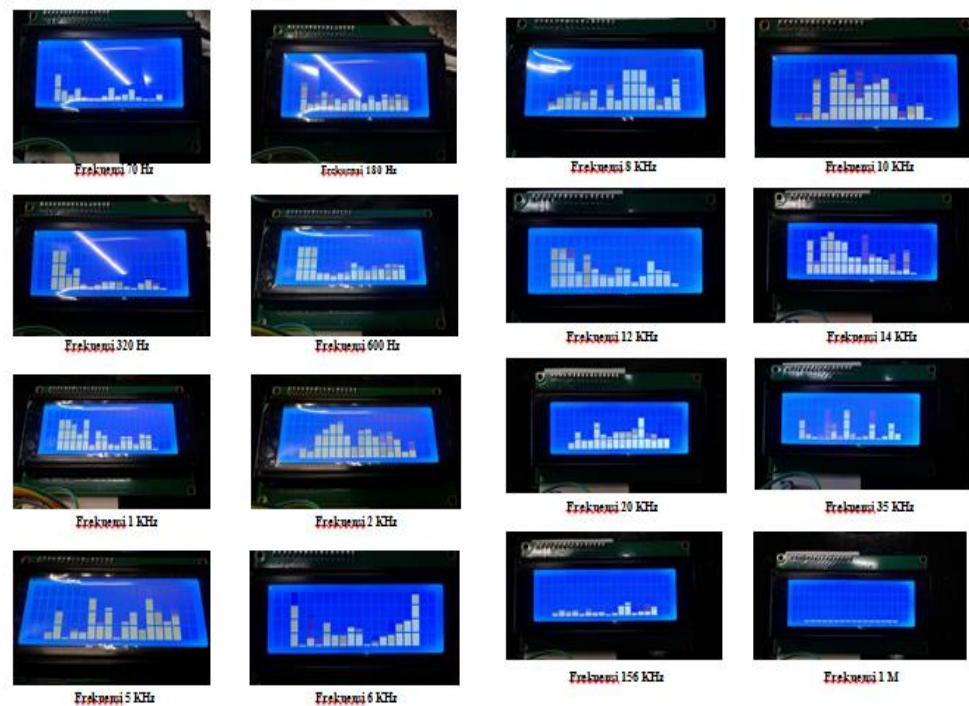 Frekuensi 70 Hz
Frekuensi 180 Hz
Frekuensi 320 Hz
Frekuensi 600 Hz
Frekuensi 1 KHz
Frekuensi 2 KHz
Frekuensi 5 KHz
Frekuensi 6 KHz
Frekuensi 8 KHz
Frekuensi 10 KHz
Frekuensi 12 KHz
Frekuensi 14 KHz
Frekuensi 20 KHz
Frekuensi 35 KHz
Frekuensi 156 KHz
Frekuensi 1 M